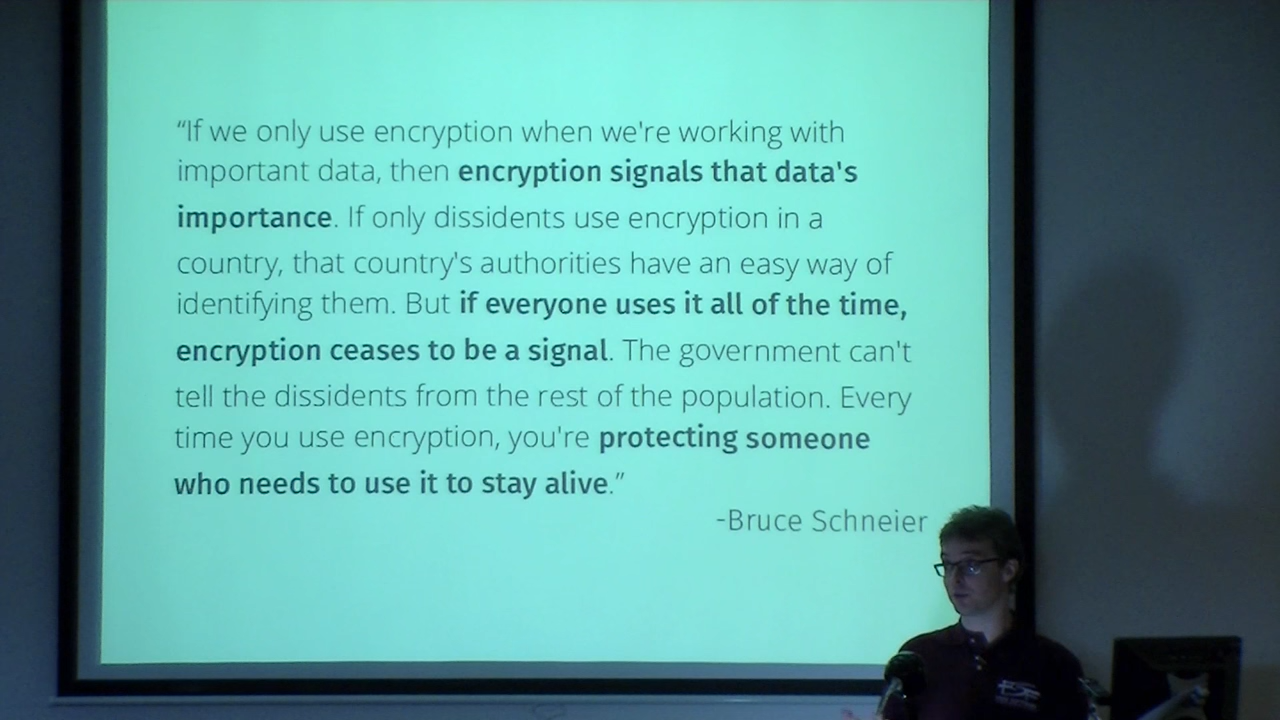 “If we only use encryption when we're working with
important data, then encryption signals that data's
importance. If only dissidents use encryption in a
country, that country's authorities have an easy way of
identifying them. But if everyone uses it all of the time,
encryption ceases to be a signal. The government can't
tell the dissidents from the rest of the population. Every
time you use encryption, you're protecting someone
who needs to use it to stay alive.”
-Bruce Schneier